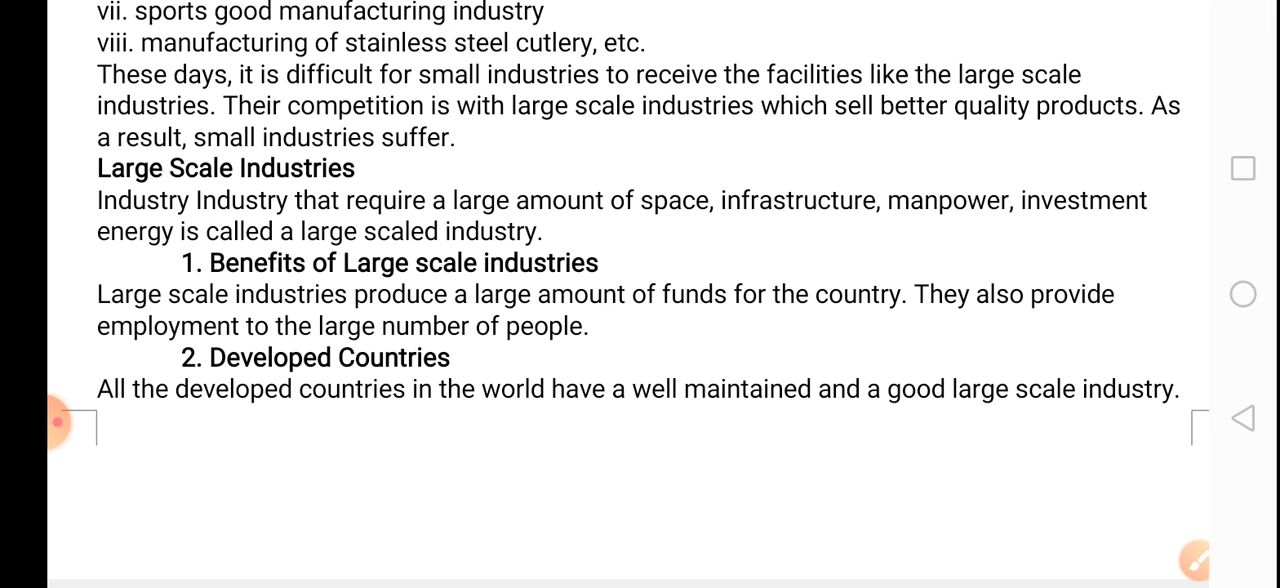 vii. sports good manufacturing industry
viii. manufacturing of stainless steel cutlery, etc.
These days, it is difficult for small industries to receive the facilities like the large scale
industries. Their competition is with large scale industries which sell better quality products. As
a result, small industries suffer.
Large Scale Industries
Industry Industry that require a large amount of space, infrastructure, manpower, investment
energy is called a large scaled industry.
1. Benefits of Large scale industries
Large scale industries produce a large amount of funds for the country. They also provide
employment to the large number of people.
2. Developed Countries
All the developed countries in the world have a well maintained and a good large scale industry.